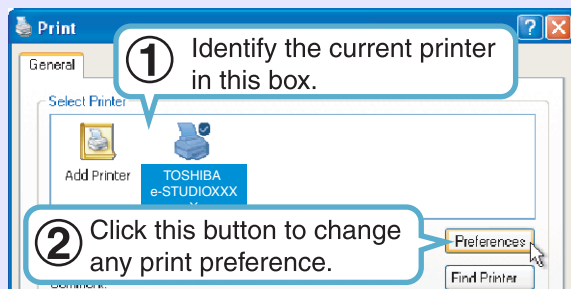 Print
General
① Identify the current printer
in this box.
Select Printer
Add Printer
TOSHIBA
e-STUDIOXXX
X
② Click this button to change
any print preference.
Preferences
Comment:
Find Printer